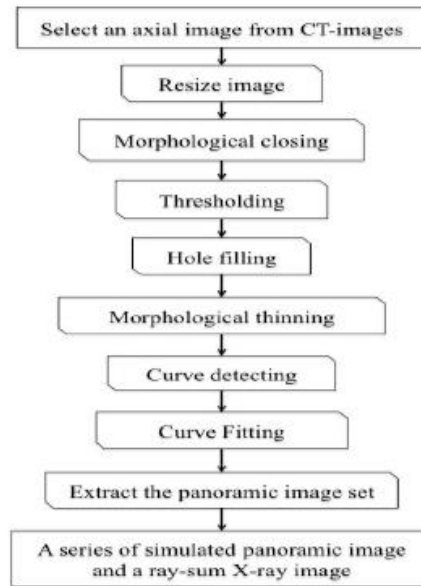 Select an axial image from CT-images
Resize image
Morphological closing
Thresholding
Hole filling
Morphological thinning
Curve detecting
Curve Fitting
Extract the panoramic image set
A series of simulated panoramic image
and a ray-sum X-ray image